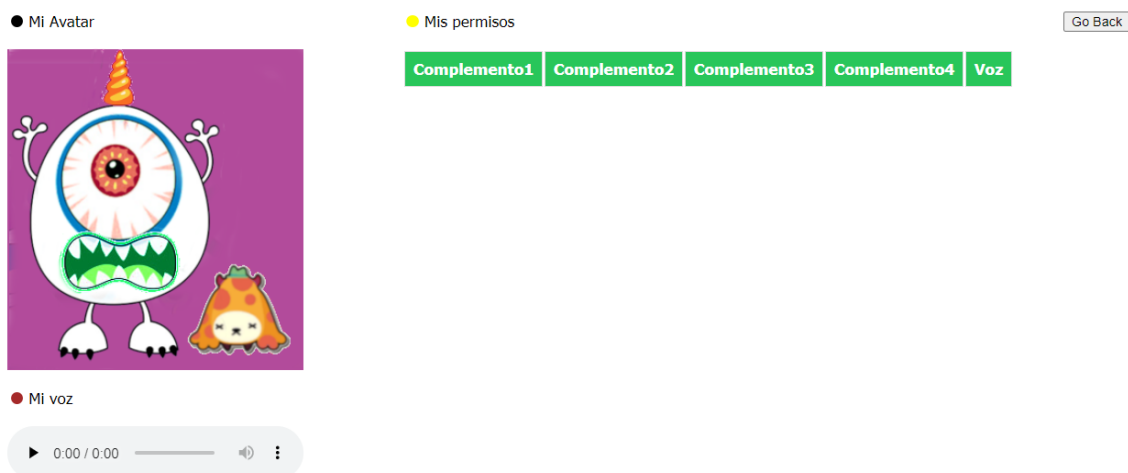 Mi Avatar
Mis permisos
Go Back
Complemento1 Complemento2 Complemento3 Complemento4 Voz
Mi voz
0:00 / 0:00